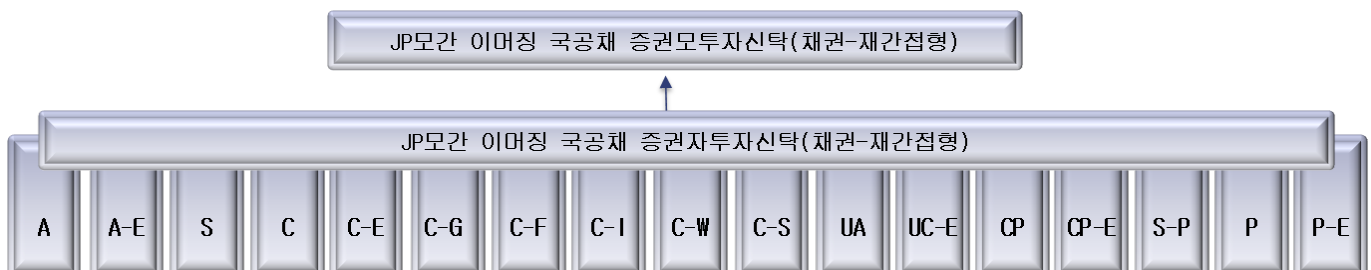 JP모간 이머징 국공채 증권모투자신탁(채권-재간접형)
JP모간 이머징 국공채 증권자투자신탁(채권-재간접형)
A A-E S C C-E C-G C-F C-I C-W C-S UA UC-E CP CP-E S-P P P-E